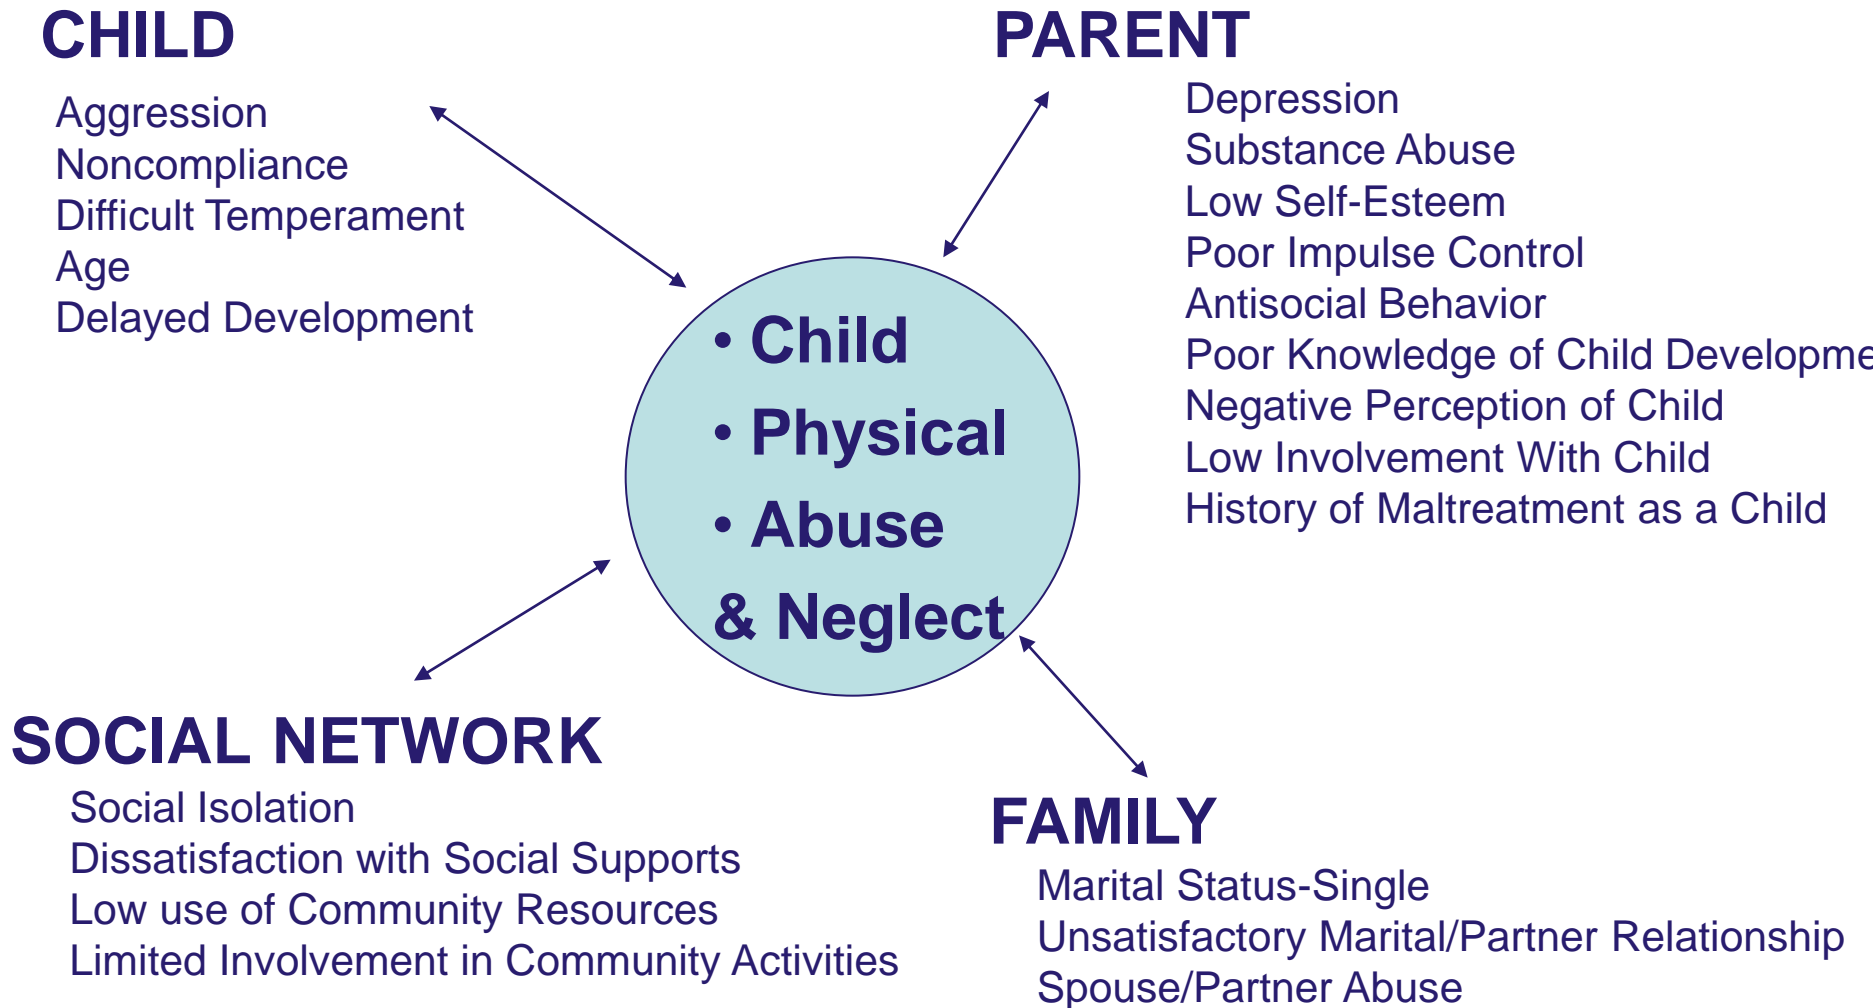 CHILD
Aggression
Noncompliance
Difficult Temperament
Age
Delayed Development
PARENT
Depression
Substance Abuse
Low Self-Esteem
Poor Impulse Control
Antisocial Behavior
Poor Knowledge of Child Developme
Negative Perception of Child
Low Involvement With Child
History of Maltreatment as a Child
• Child
• Physical
• Abuse
& Neglect
SOCIAL NETWORK
Social Isolation
Dissatisfaction with Social Supports
Low use of Community Resources
Limited Involvement in Community Activities
FAMILY
Marital Status-Single
Unsatisfactory Marital/Partner Relationship
Spouse/Partner Abuse